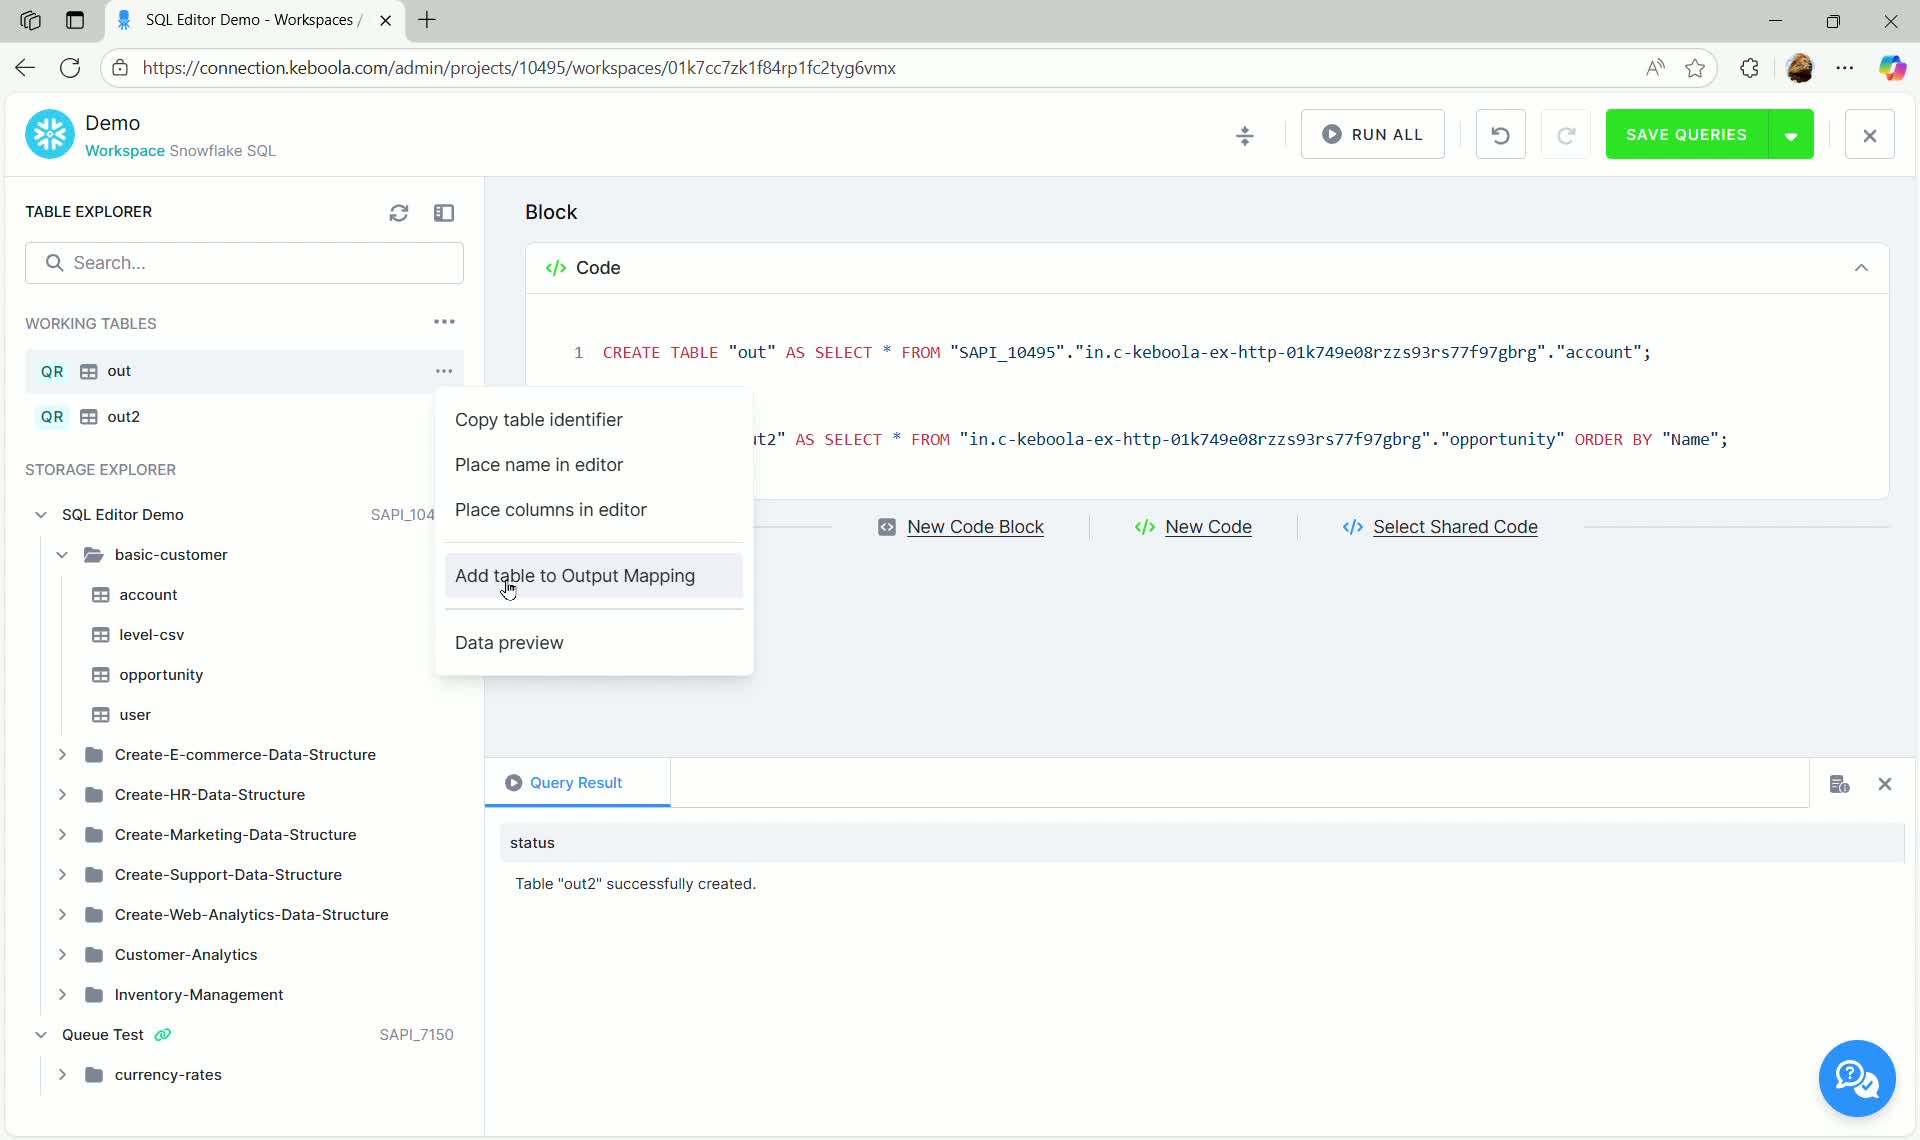 SQL Editor Demo - Workspaces /
https://connection.keboola.com/admin/projects/10495/workspaces/01k7cc7zk1f84rp1fc2tyg6vmx
Demo
Workspace Snowflake SQL
RUN ALL
SAVE QUERIES
TABLE EXPLORER
Search...
WORKING TABLES
QR out
QR out2
STORAGE EXPLORER
SQL Editor Demo SAPI_104
basic-customer
account
level-csv
opportunity
user
Create-E-commerce-Data-Structure
Create-HR-Data-Structure
Create-Marketing-Data-Structure
Create-Support-Data-Structure
Create-Web-Analytics-Data-Structure
Customer-Analytics
Inventory-Management
Queue Test SAPI_7150
currency-rates
Block
</> Code
1 CREATE TABLE "out" AS SELECT * FROM "SAPI_10495"."in.c-keboola-ex-http-01k749e08rzzs93rs77f97gbrg"."account";
ut2" AS SELECT * FROM "in.c-keboola-ex-http-01k749e08rzzs93rs77f97gbrg"."opportunity" ORDER BY "Name";
Copy table identifier
Place name in editor
Place columns in editor
Add table to Output Mapping
Data preview
New Code Block
</> New Code
</> Select Shared Code
Query Result
status
Table "out2" successfully created.